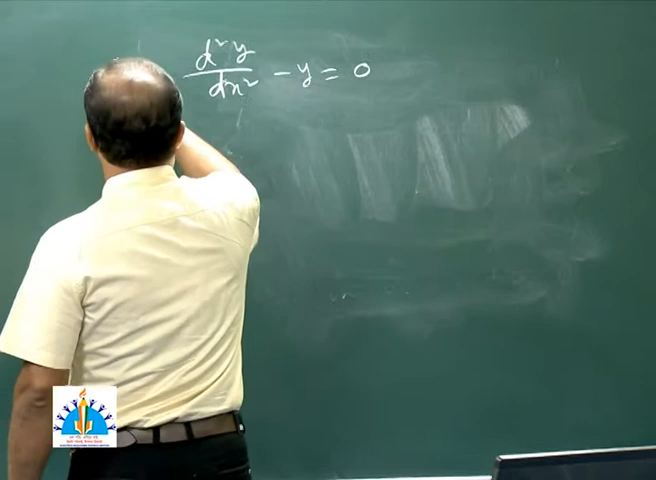 d²y/dx² - y = 0